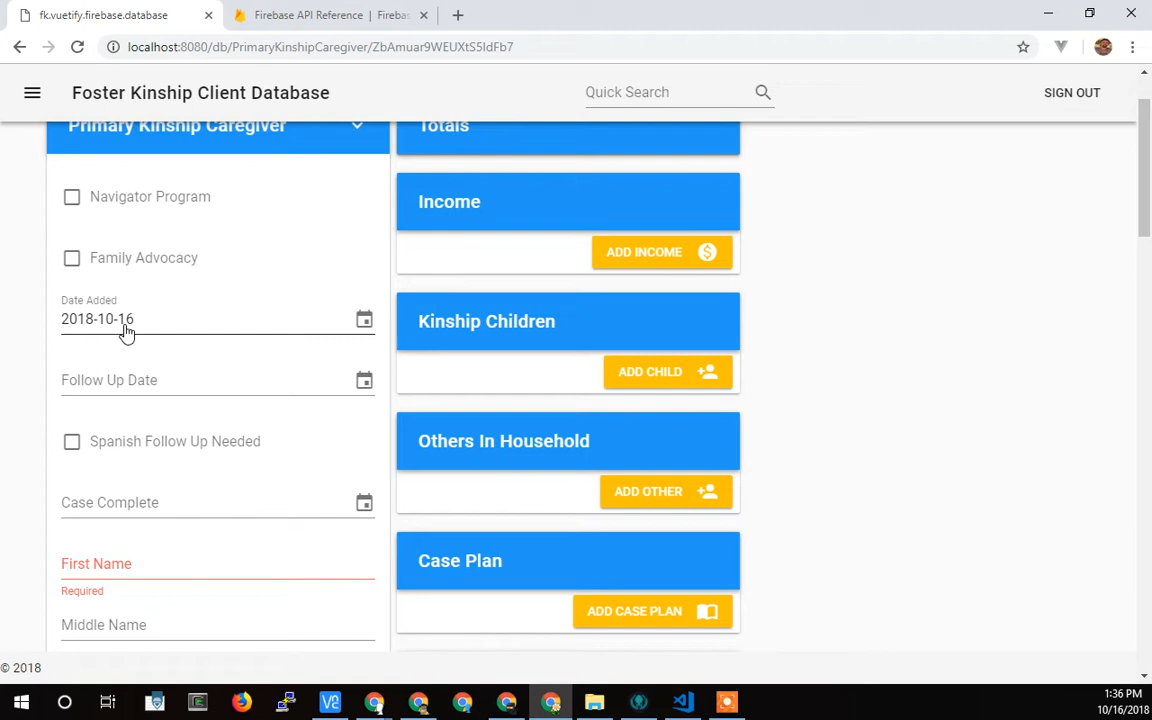 fk.vuetify.firebase.database
Firebase API Reference | Firebas
localhost:8080/db/PrimaryKinshipCaregiver/ZbAmuar9WEUXtS5IdFb7
Foster Kinship Client Database
Quick Search
SIGN OUT
Primary Kinship Caregiver
Navigator Program
Family Advocacy
Date Added
2018-10-16
Follow Up Date
Spanish Follow Up Needed
Case Complete
First Name
Required
Middle Name
Totals
Income
ADD INCOME
Kinship Children
ADD CHILD
Others In Household
ADD OTHER
Case Plan
ADD CASE PLAN
© 2018
1:36 PM
10/16/2018